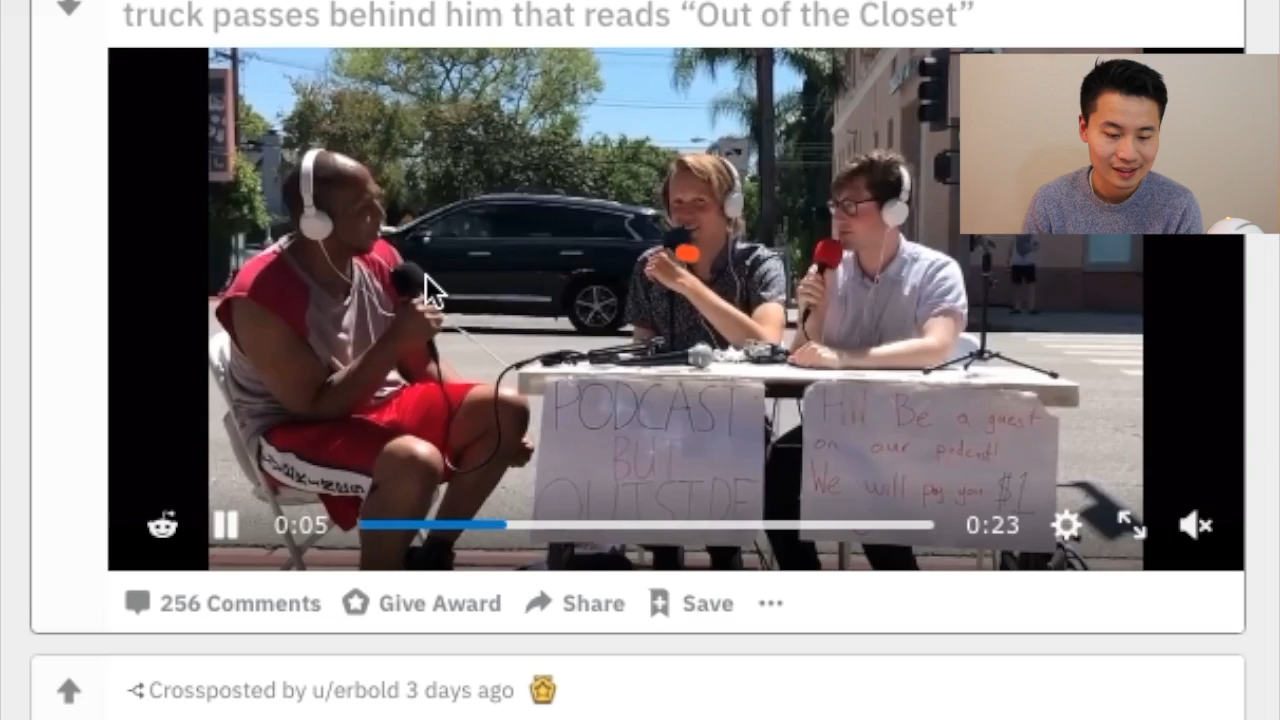 truck passes behind him that reads “Out of the Closet”
PODCAST
BUT
OUTSIDE
Hi! Be a guest
on our podcast!
We will pay you $1
0:05
0:23
256 Comments
Give Award
Share
Save
Crossposted by u/erbold 3 days ago